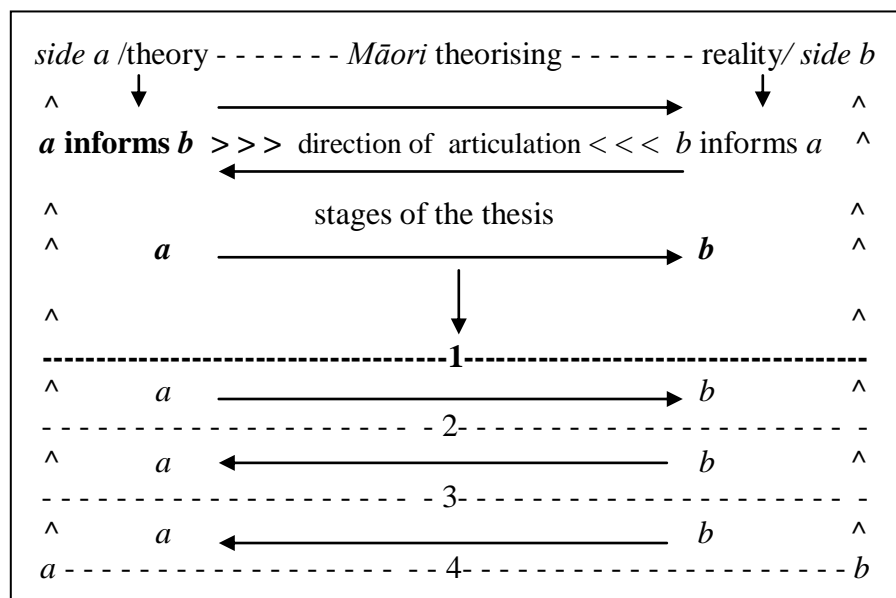 side a /theory - - - - - - - Māori theorising - - - - - - - reality/ side b
^ ^
a informs b > > > direction of articulation < < < b informs a ^
^ stages of the thesis ^
^ a b ^
^ ^
--------------------------------1--------------------------------
^ a b ^
- - - - - - - - - - - - - - - - - - 2- - - - - - - - - - - - - - - - - - -
^ a b ^
- - - - - - - - - - - - - - - - - - 3- - - - - - - - - - - - - - - - - - -
^ a b ^
a - - - - - - - - - - - - - - - - - 4- - - - - - - - - - - - - - - - - - b